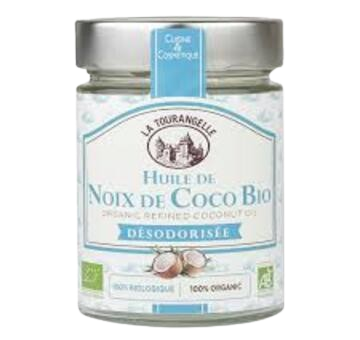 CUISINE
&
COSMÉTIQUE
LA TOURANGELLE
HUILE DE
NOIX DE COCO BIO
ORGANIC REFINED COCONUT OIL
DÉSODORISÉE
100% BIOLOGIQUE | 100% ORGANIC
AB